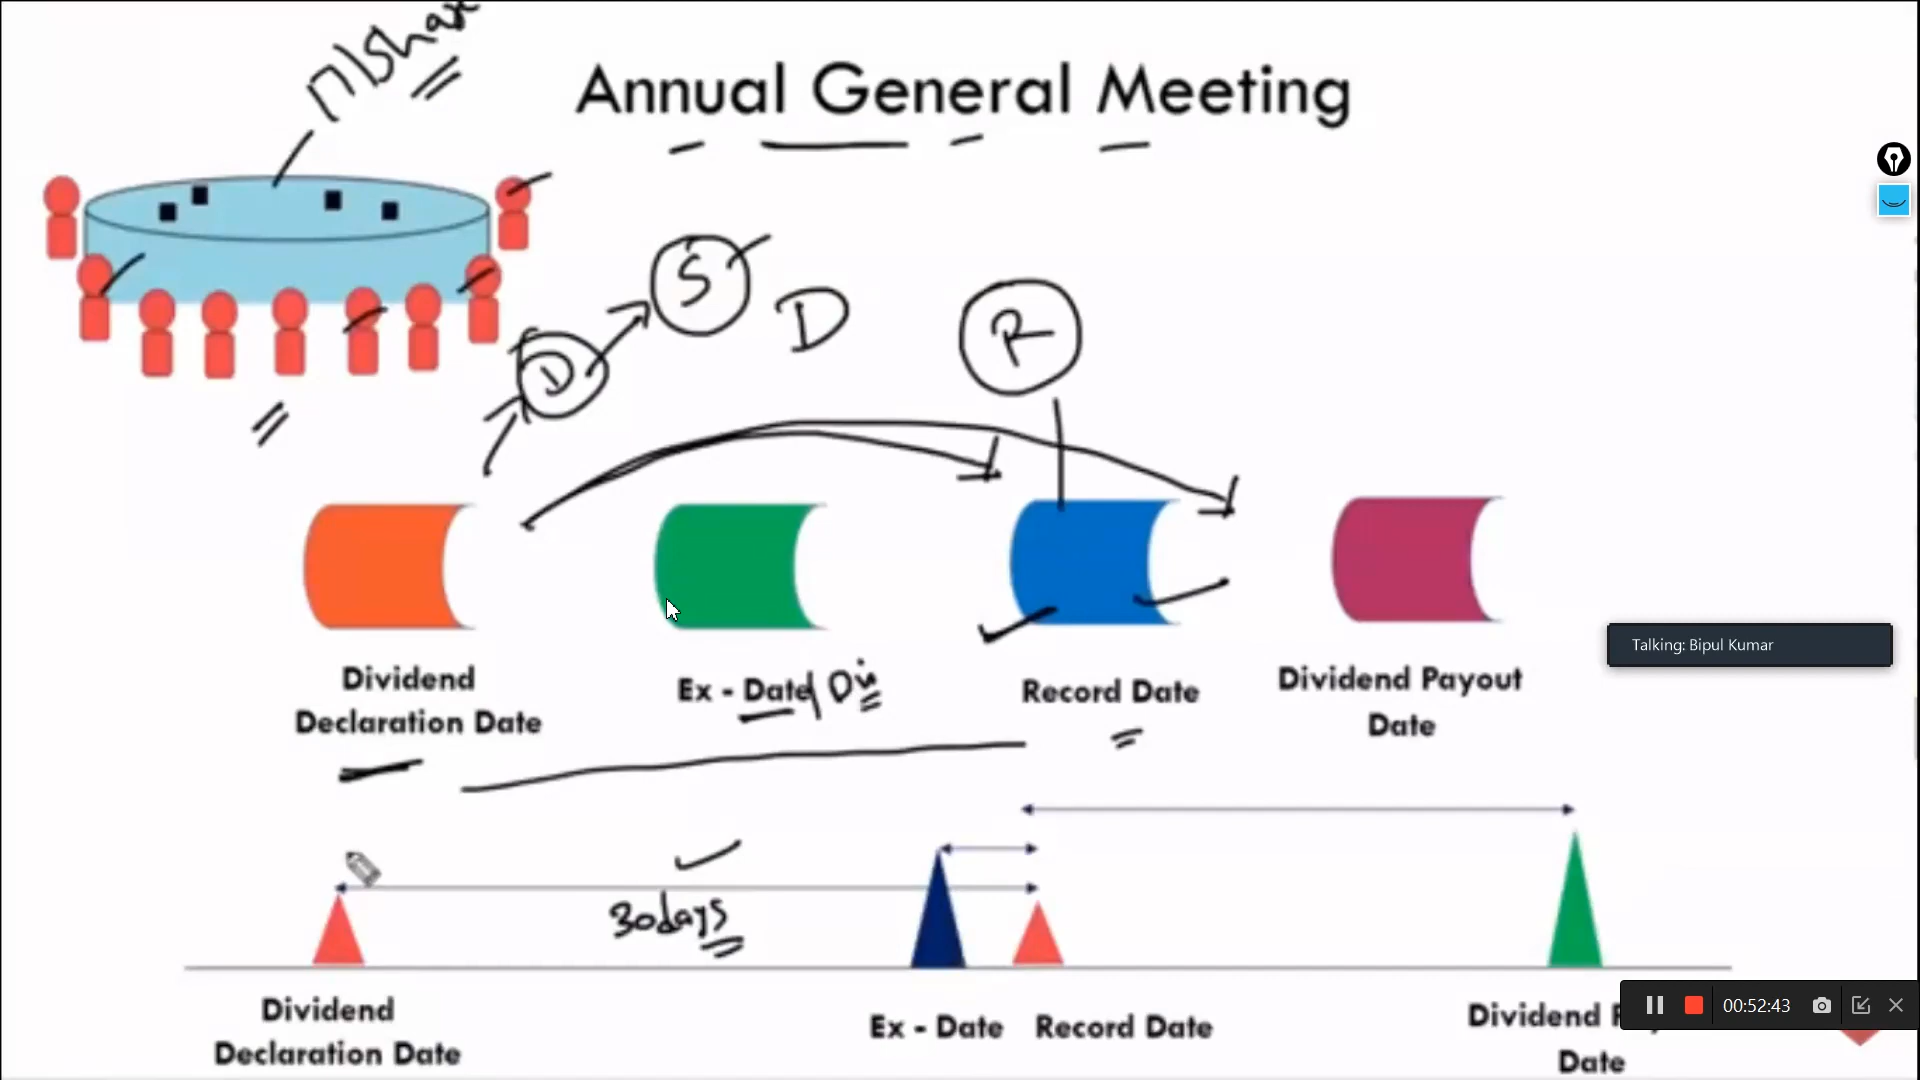 Annual General Meeting
S
D
D
R
Dividend
Declaration Date
Ex - Date/ Div
Record Date
Dividend Payout
Date
Talking: Bipul Kumar
30days
Dividend
Declaration Date
Ex - Date
Record Date
Dividend
Date
00:52:43